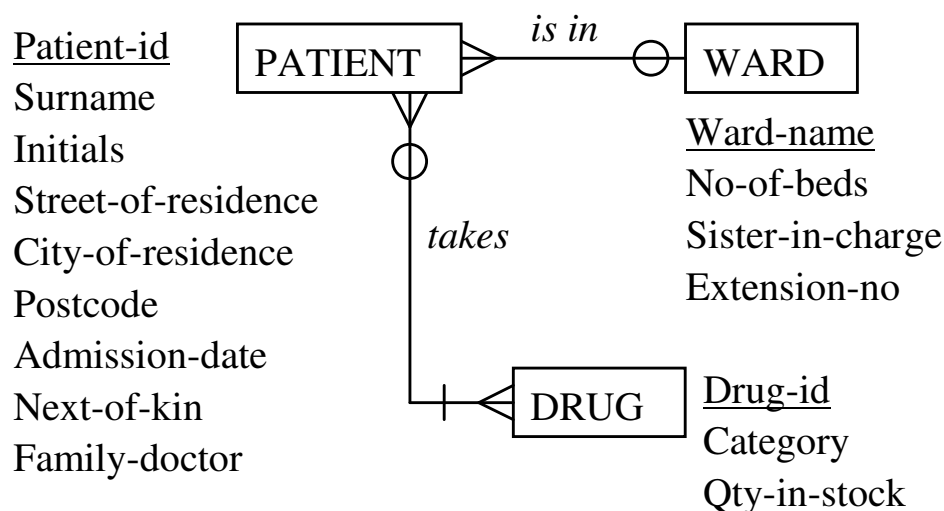 Patient-id
Surname
Initials
Street-of-residence
City-of-residence
Postcode
Admission-date
Next-of-kin
Family-doctor
PATIENT
is in
WARD
Ward-name
No-of-beds
Sister-in-charge
Extension-no
takes
DRUG
Drug-id
Category
Qty-in-stock